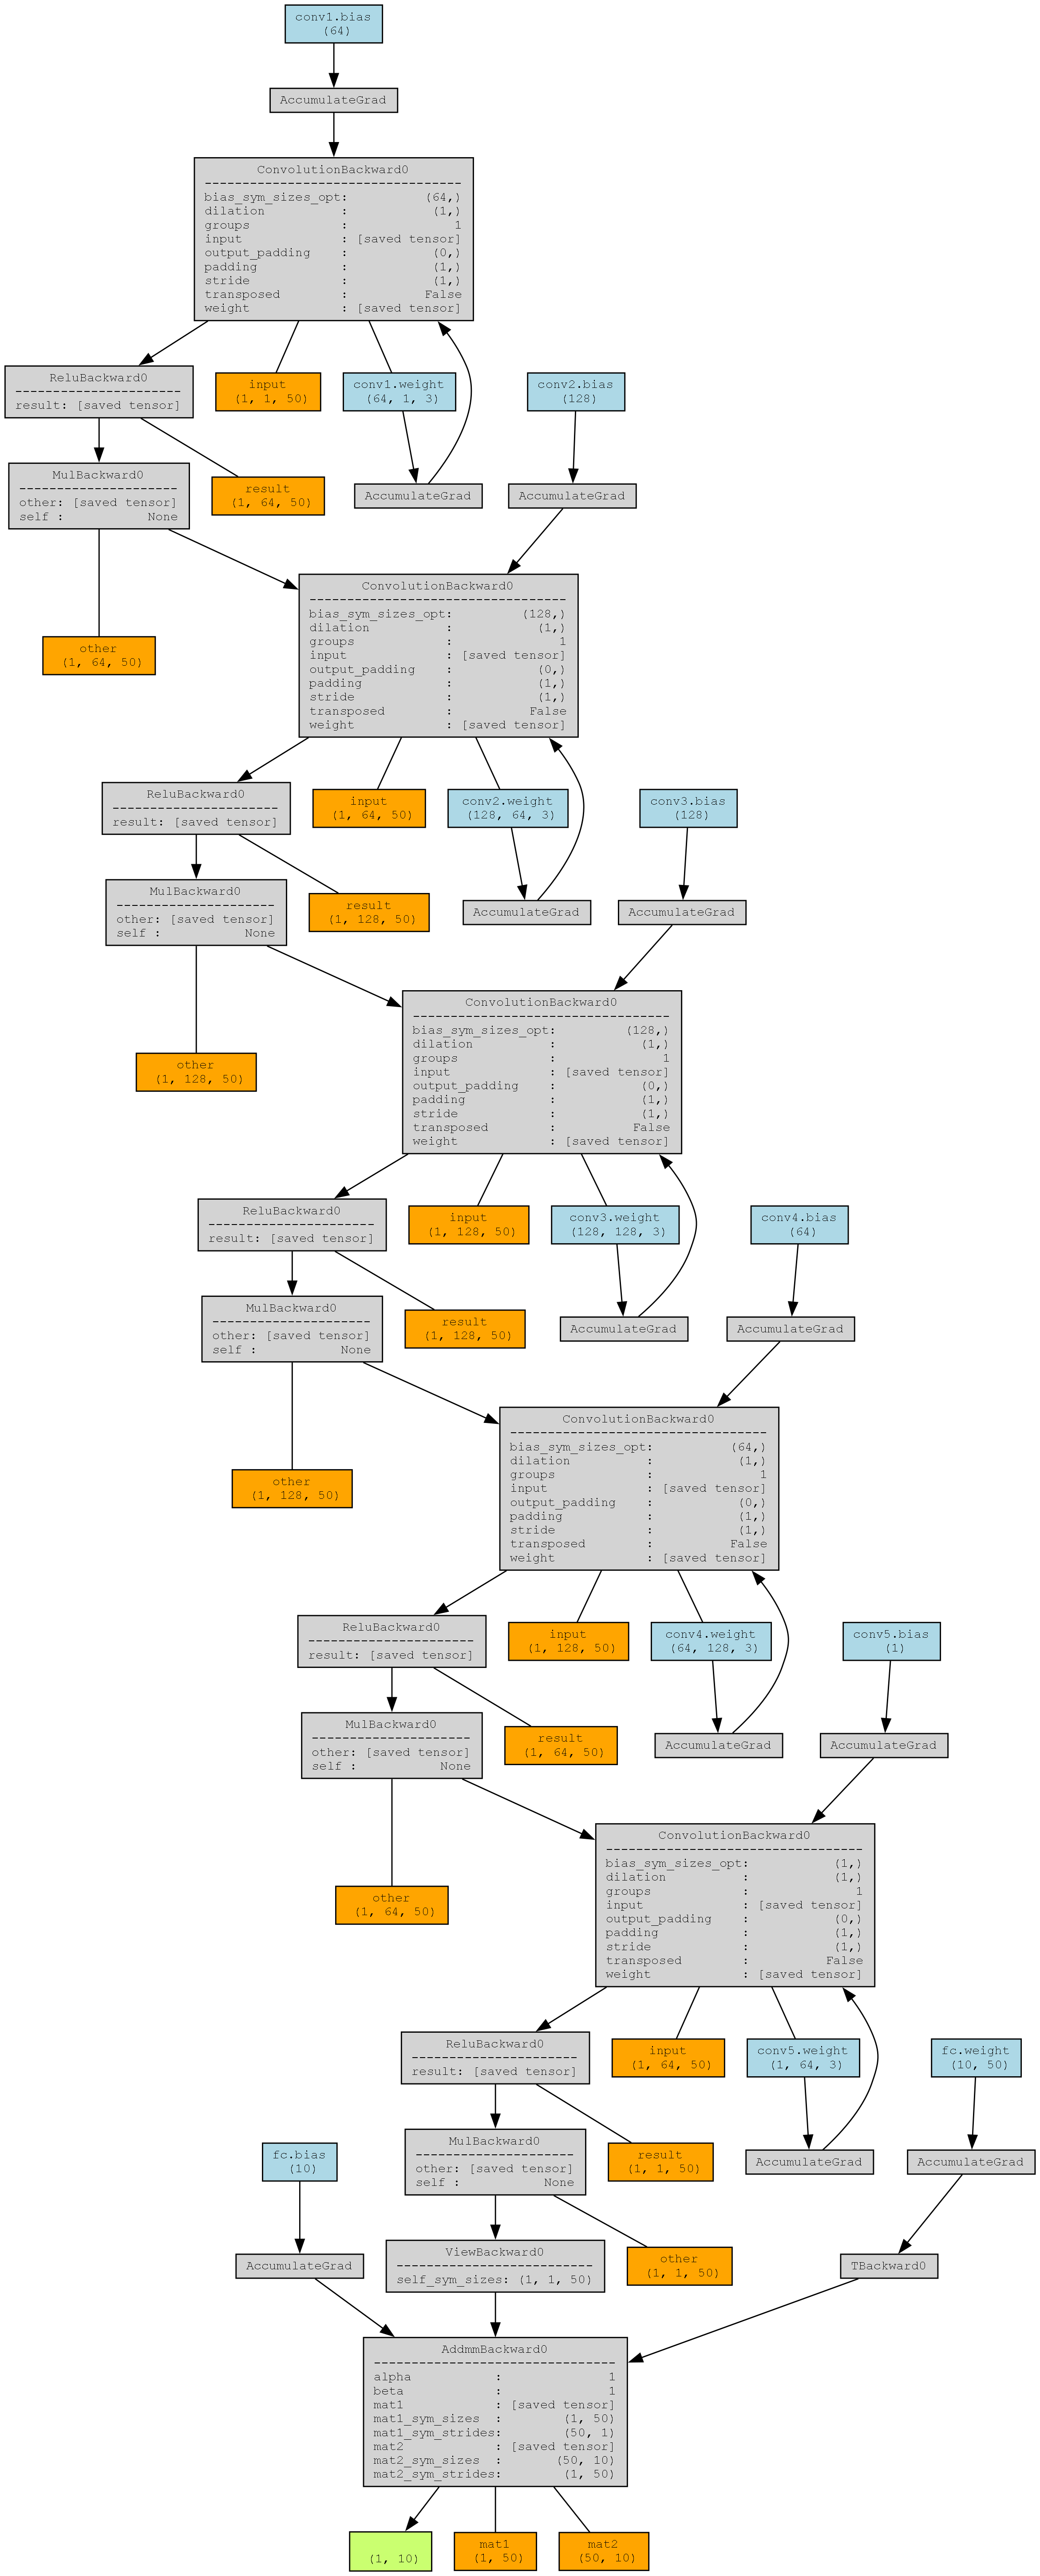 conv1.bias
(64)
AccumulateGrad
ConvolutionBackward0
----------------------------------
bias_sym_sizes_opt: (64,)
dilation : (1,)
groups : 1
input : [saved tensor]
output_padding : (0,)
padding : (1,)
stride : (1,)
transposed : False
weight : [saved tensor]
ReluBackward0
----------------------
result: [saved tensor]
input
(1, 1, 50)
conv1.weight
(64, 1, 3)
conv2.bias
(128)
MulBackward0
---------------------
other: [saved tensor]
self : None
result
(1, 64, 50)
AccumulateGrad
AccumulateGrad
ConvolutionBackward0
----------------------------------
bias_sym_sizes_opt: (128,)
dilation : (1,)
groups : 1
input : [saved tensor]
output_padding : (0,)
padding : (1,)
stride : (1,)
transposed : False
weight : [saved tensor]
other
(1, 64, 50)
ReluBackward0
----------------------
result: [saved tensor]
input
(1, 64, 50)
conv2.weight
(128, 64, 3)
conv3.bias
(128)
MulBackward0
---------------------
other: [saved tensor]
self : None
result
(1, 128, 50)
AccumulateGrad
AccumulateGrad
ConvolutionBackward0
----------------------------------
bias_sym_sizes_opt: (128,)
dilation : (1,)
groups : 1
input : [saved tensor]
output_padding : (0,)
padding : (1,)
stride : (1,)
transposed : False
weight : [saved tensor]
other
(1, 128, 50)
ReluBackward0
----------------------
result: [saved tensor]
input
(1, 128, 50)
conv3.weight
(128, 128, 3)
conv4.bias
(64)
MulBackward0
---------------------
other: [saved tensor]
self : None
result
(1, 128, 50)
AccumulateGrad
AccumulateGrad
ConvolutionBackward0
----------------------------------
bias_sym_sizes_opt: (64,)
dilation : (1,)
groups : 1
input : [saved tensor]
output_padding : (0,)
padding : (1,)
stride : (1,)
transposed : False
weight : [saved tensor]
other
(1, 128, 50)
ReluBackward0
----------------------
result: [saved tensor]
input
(1, 128, 50)
conv4.weight
(64, 128, 3)
conv5.bias
(1)
MulBackward0
---------------------
other: [saved tensor]
self : None
result
(1, 64, 50)
AccumulateGrad
AccumulateGrad
ConvolutionBackward0
----------------------------------
bias_sym_sizes_opt: (1,)
dilation : (1,)
groups : 1
input : [saved tensor]
output_padding : (0,)
padding : (1,)
stride : (1,)
transposed : False
weight : [saved tensor]
other
(1, 64, 50)
ReluBackward0
----------------------
result: [saved tensor]
input
(1, 64, 50)
conv5.weight
(1, 64, 3)
fc.weight
(10, 50)
fc.bias
(10)
MulBackward0
---------------------
other: [saved tensor]
self : None
result
(1, 1, 50)
AccumulateGrad
AccumulateGrad
AccumulateGrad
ViewBackward0
--------------------------
self_sym_sizes: (1, 1, 50)
other
(1, 1, 50)
TBackward0
AddmmBackward0
--------------------------------
alpha : 1
beta : 1
mat1 : [saved tensor]
mat1_sym_sizes : (1, 50)
mat1_sym_strides: (50, 1)
mat2 : [saved tensor]
mat2_sym_sizes : (50, 10)
mat2_sym_strides: (1, 50)
(1, 10)
mat1
(1, 50)
mat2
(50, 10)